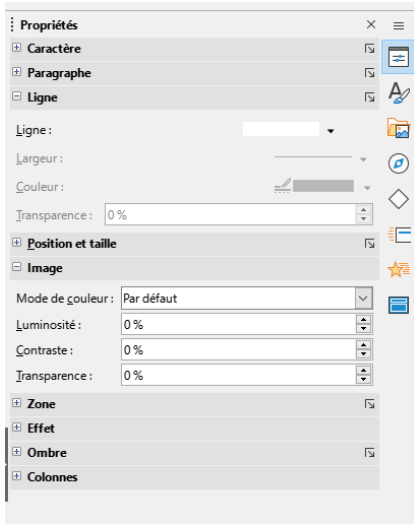 Propriétés
Caractère
Paragraphe
Ligne
Ligne :
Largeur :
Couleur :
Transparence : 0 %
Position et taille
Image
Mode de couleur : Par défaut
Luminosité : 0 %
Contraste : 0 %
Transparence : 0 %
Zone
Effet
Ombre
Colonnes